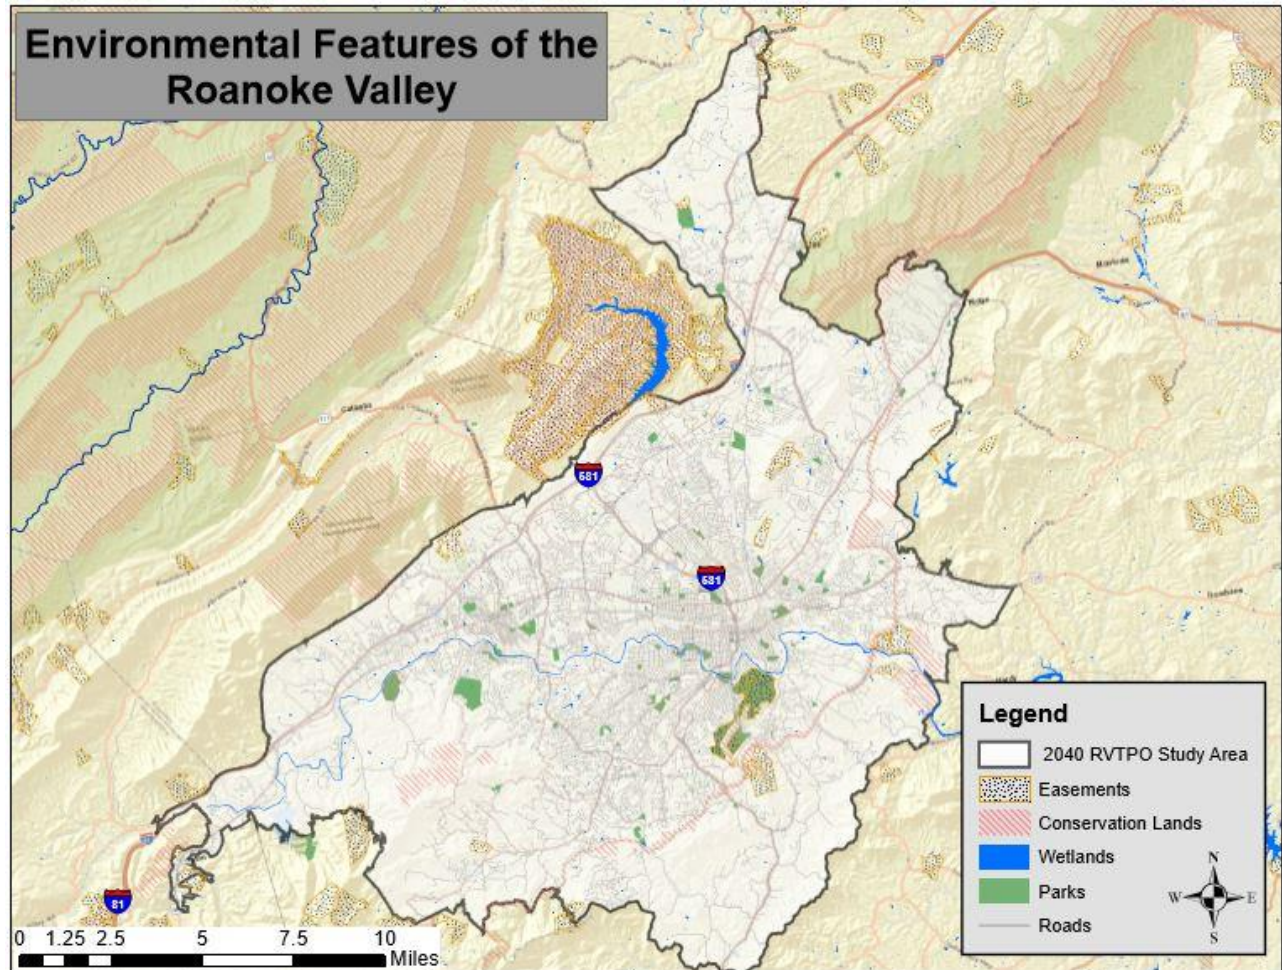 Environmental Features of the
Roanoke Valley
581
581
81
Catawba
Legend
2040 RVTPO Study Area
Easements
Conservation Lands
Wetlands
Parks
Roads
N
W E
S
0 1.25 2.5 5 7.5 10
Miles